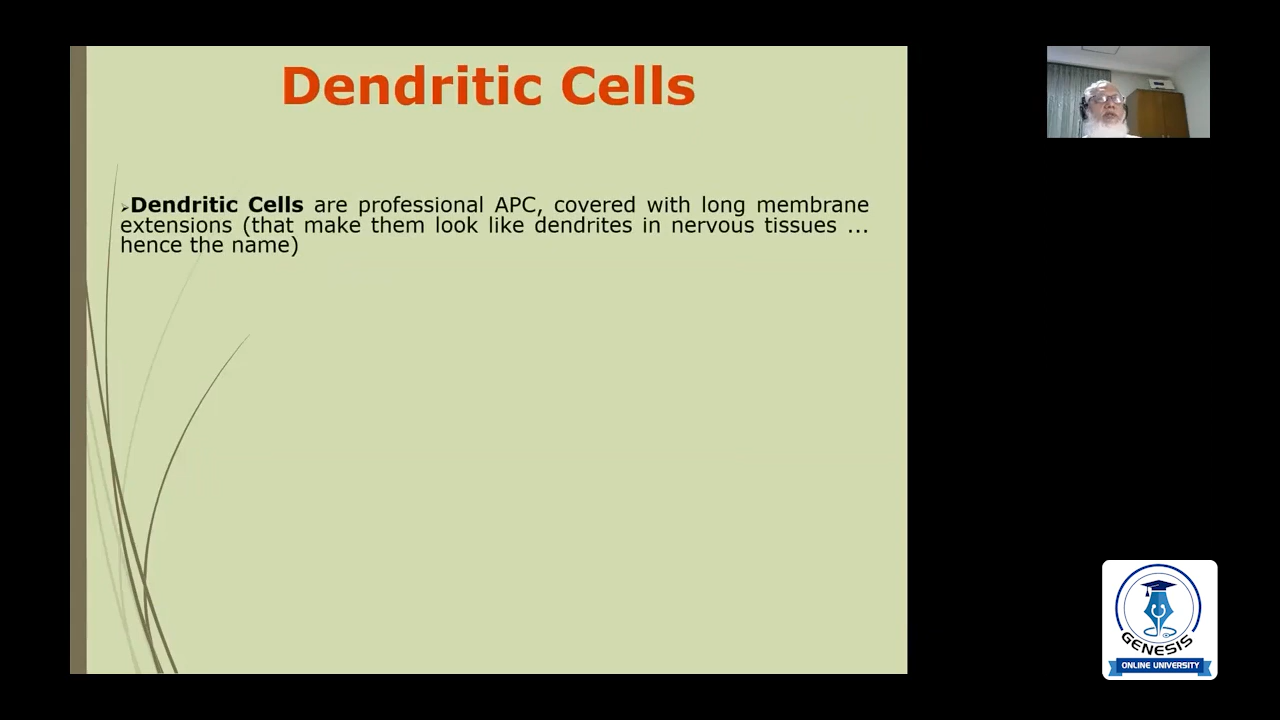 Dendritic Cells
➢Dendritic Cells are professional APC, covered with long membrane
extensions (that make them look like dendrites in nervous tissues ...
hence the name)
GENESIS
ONLINE UNIVERSITY